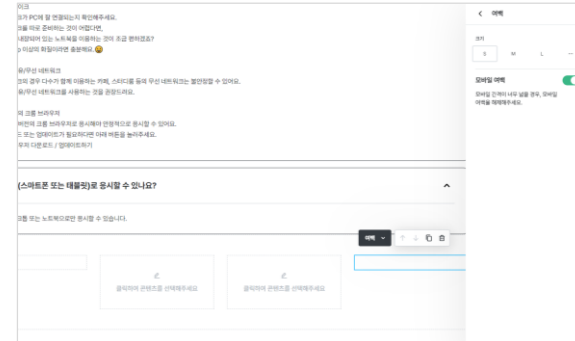 이크
크가 PC에 잘 연결되는지 확인해주세요.
크를 따로 준비하는 것이 어렵다면,
내장되어 있는 노트북을 이용하는 것이 조금 편하겠죠?
p 이상의 화질이라면 충분해요.😉
유/무선 네트워크
크의 경우 다수가 함께 이용하는 카페, 스터디룸 등의 무선 네트워크는 불안정할 수 있어요.
유/무선 네트워크를 사용하는 것을 권장드려요.
의 크롬 브라우저
버전의 크롬 브라우저로 응시해야 안정적으로 응시할 수 있어요.
드 또는 업데이트가 필요하다면 아래 버튼을 눌러주세요.
우저 다운로드 / 업데이트하기
(스마트폰 또는 태블릿)로 응시할 수 있나요?
크톱 또는 노트북으로만 응시할 수 있습니다.
여백
클릭하여 콘텐츠를 선택해주세요
클릭하여 콘텐츠를 선택해주세요
여백
크기
S M L
모바일 여백
모바일 간격이 너무 넓을 경우, 모바일
여백을 해제해주세요.